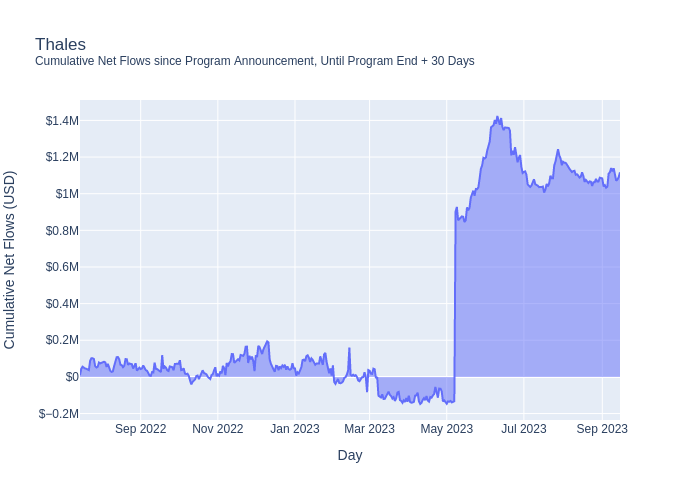 Thales
Cumulative Net Flows since Program Announcement, Until Program End + 30 Days
Cumulative Net Flows (USD)
$1.4M
$1.2M
$1M
$0.8M
$0.6M
$0.4M
$0.2M
$0
$−0.2M
Sep 2022
Nov 2022
Jan 2023
Mar 2023
May 2023
Jul 2023
Sep 2023
Day